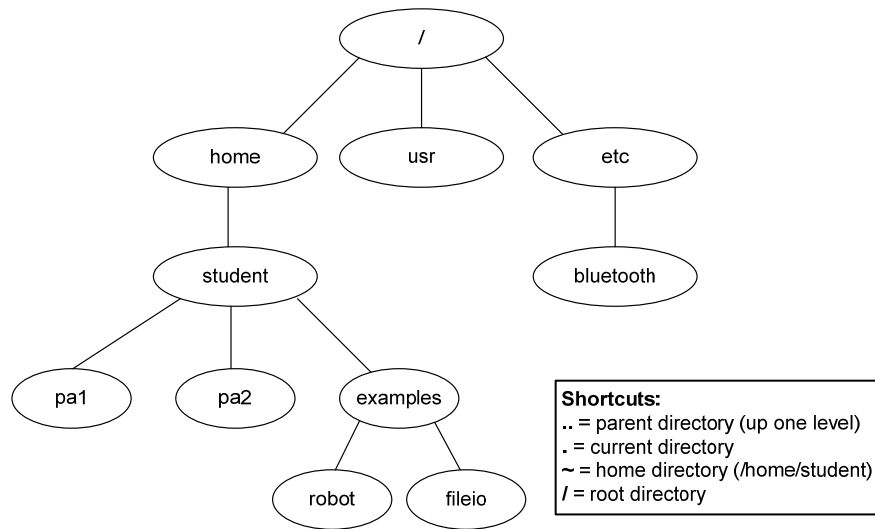 /
home
usr
etc
student
bluetooth
pa1
pa2
examples
robot
fileio
Shortcuts:
.. = parent directory (up one level)
. = current directory
~ = home directory (/home/student)
/ = root directory